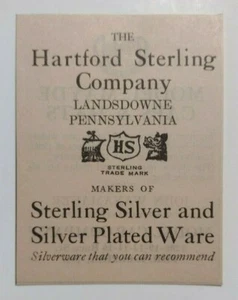 THE
Hartford Sterling
Company
LANDSDOWNE
PENNSYLVANIA
HS
STERLING
TRADE MARK
MAKERS OF
Sterling Silver and
Silver Plated Ware
Silverware that you can recommend